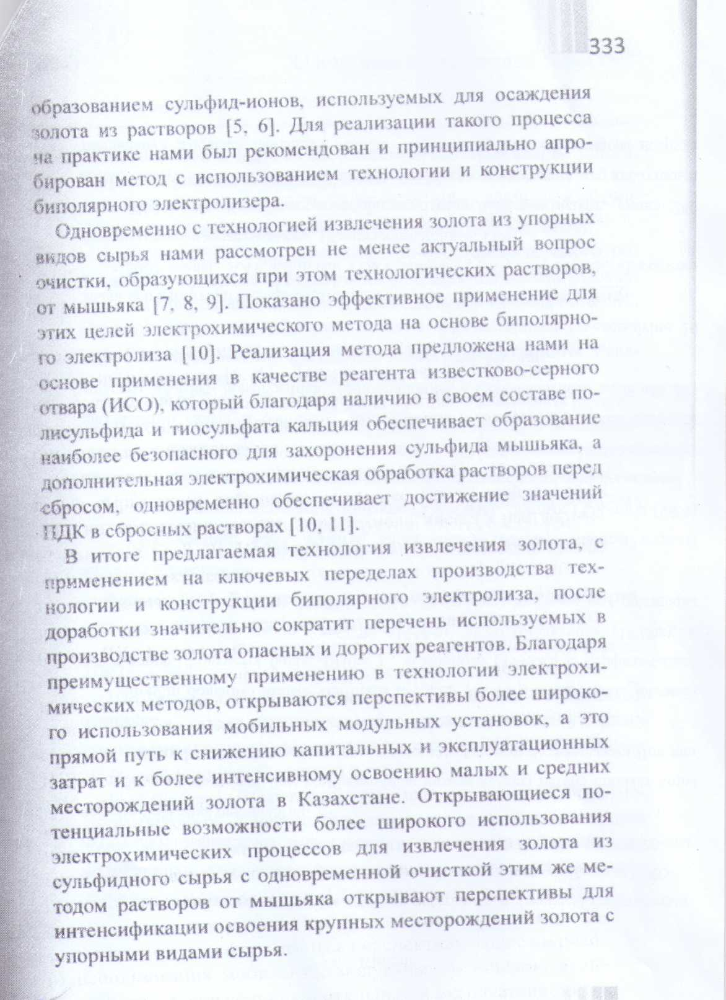 333
образованием сульфид-ионов, используемых для осаждения
золота из растворов [5, 6]. Для реализации такого процесса
на практике нами был рекомендован и принципиально апро-
бирован метод с использованием технологии и конструкции
биполярного электролизера.
Одновременно с технологией извлечения золота из упорных
видов сырья нами рассмотрен не менее актуальный вопрос
очистки, образующихся при этом технологических растворов,
от мышьяка [7, 8, 9]. Показано эффективное применение для
этих целей электрохимического метода на основе биполярно-
го электролиза [10]. Реализация метода предложена нами на
основе применения в качестве реагента известково-серного
отвара (ИСО), который благодаря наличию в своем составе по-
лисульфида и тиосульфата кальция обеспечивает образование
наиболее безопасного для захоронения сульфида мышьяка, а
дополнительная электрохимическая обработка растворов перед
сбросом, одновременно обеспечивает достижение значений
ПДК в сбросных растворах [10, 11].
В итоге предлагаемая технология извлечения золота, с
применением на ключевых переделах производства тех-
нологии и конструкции биполярного электролиза, после
доработки значительно сократит перечень используемых в
производстве золота опасных и дорогих реагентов. Благодаря
преимущественному применению в технологии электрохи-
мических методов, открываются перспективы более широко-
го использования мобильных модульных установок, а это
прямой путь к снижению капитальных и эксплуатационных
затрат и к более интенсивному освоению малых и средних
месторождений золота в Казахстане. Открывающиеся по-
тенциальные возможности более широкого использования
электрохимических процессов для извлечения золота из
сульфидного сырья с одновременной очисткой этим же ме-
тодом растворов от мышьяка открывают перспективы для
интенсификации освоения крупных месторождений золота с
упорными видами сырья.